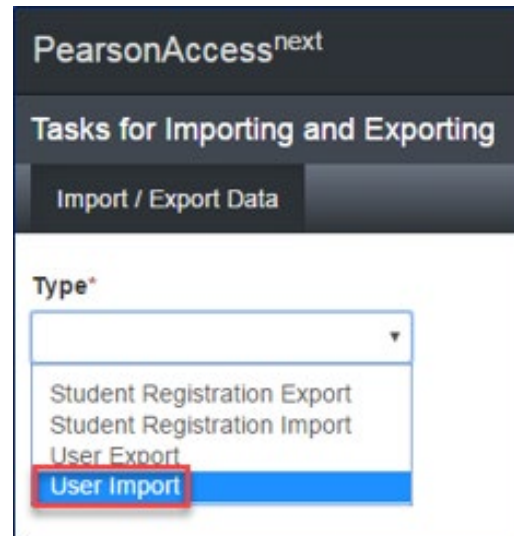 PearsonAccessnext
Tasks for Importing and Exporting
Import / Export Data
Type*
Student Registration Export
Student Registration Import
User Export
User Import